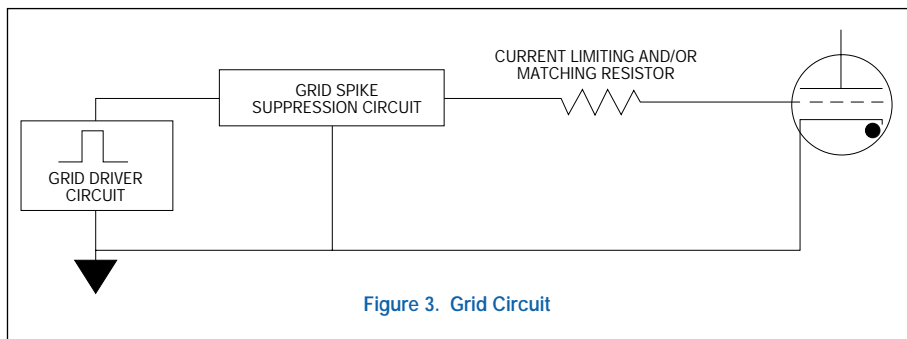 CURRENT LIMITING AND/OR
MATCHING RESISTOR
GRID SPIKE
SUPPRESSION CIRCUIT
GRID DRIVER
CIRCUIT
Figure 3. Grid Circuit